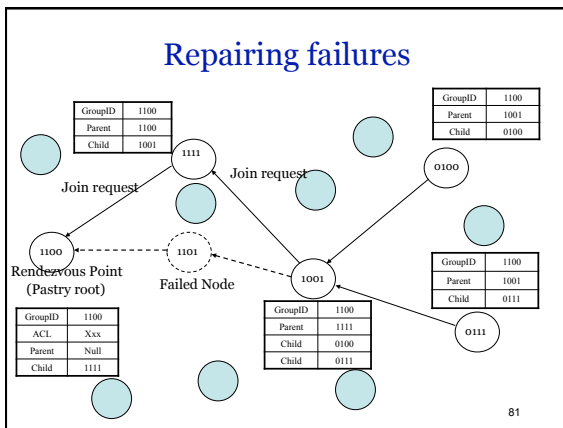 Repairing failures
GroupID 1100
Parent 1100
Child 1001
GroupID 1100
Parent 1001
Child 0100
1111
Join request
Join request
0100
1100
1101
1001
Rendezvous Point
(Pastry root)
Failed Node
GroupID 1100
Parent 1001
Child 0111
GroupID 1100
ACL Xxx
Parent Null
Child 1111
GroupID 1100
Parent 1111
Child 0100
Child 0111
0111
81